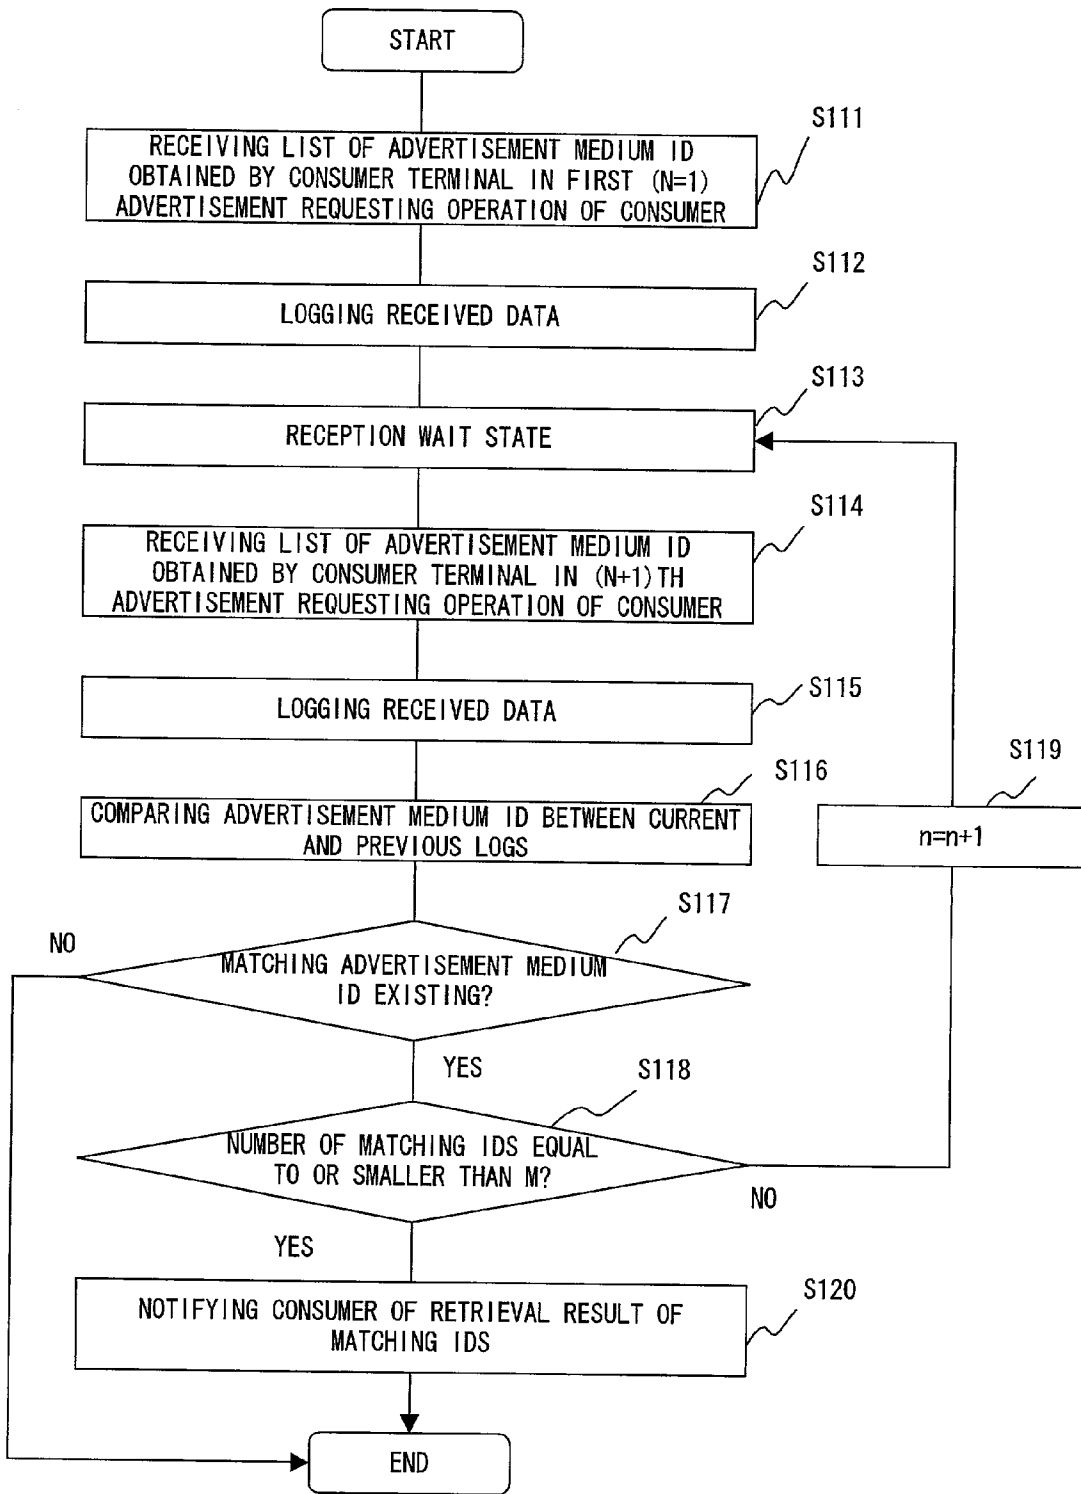 START
S111
RECEIVING LIST OF ADVERTISEMENT MEDIUM ID
OBTAINED BY CONSUMER TERMINAL IN FIRST (N=1)
ADVERTISEMENT REQUESTING OPERATION OF CONSUMER
S112
LOGGING RECEIVED DATA
S113
RECEPTION WAIT STATE
S114
RECEIVING LIST OF ADVERTISEMENT MEDIUM ID
OBTAINED BY CONSUMER TERMINAL IN (N+1)TH
ADVERTISEMENT REQUESTING OPERATION OF CONSUMER
S115
LOGGING RECEIVED DATA
S116
COMPARING ADVERTISEMENT MEDIUM ID BETWEEN CURRENT
AND PREVIOUS LOGS
S119
n=n+1
S117
NO
MATCHING ADVERTISEMENT MEDIUM
ID EXISTING?
YES
S118
NUMBER OF MATCHING IDS EQUAL
TO OR SMALLER THAN M?
NO
YES
S120
NOTIFYING CONSUMER OF RETRIEVAL RESULT OF
MATCHING IDS
END